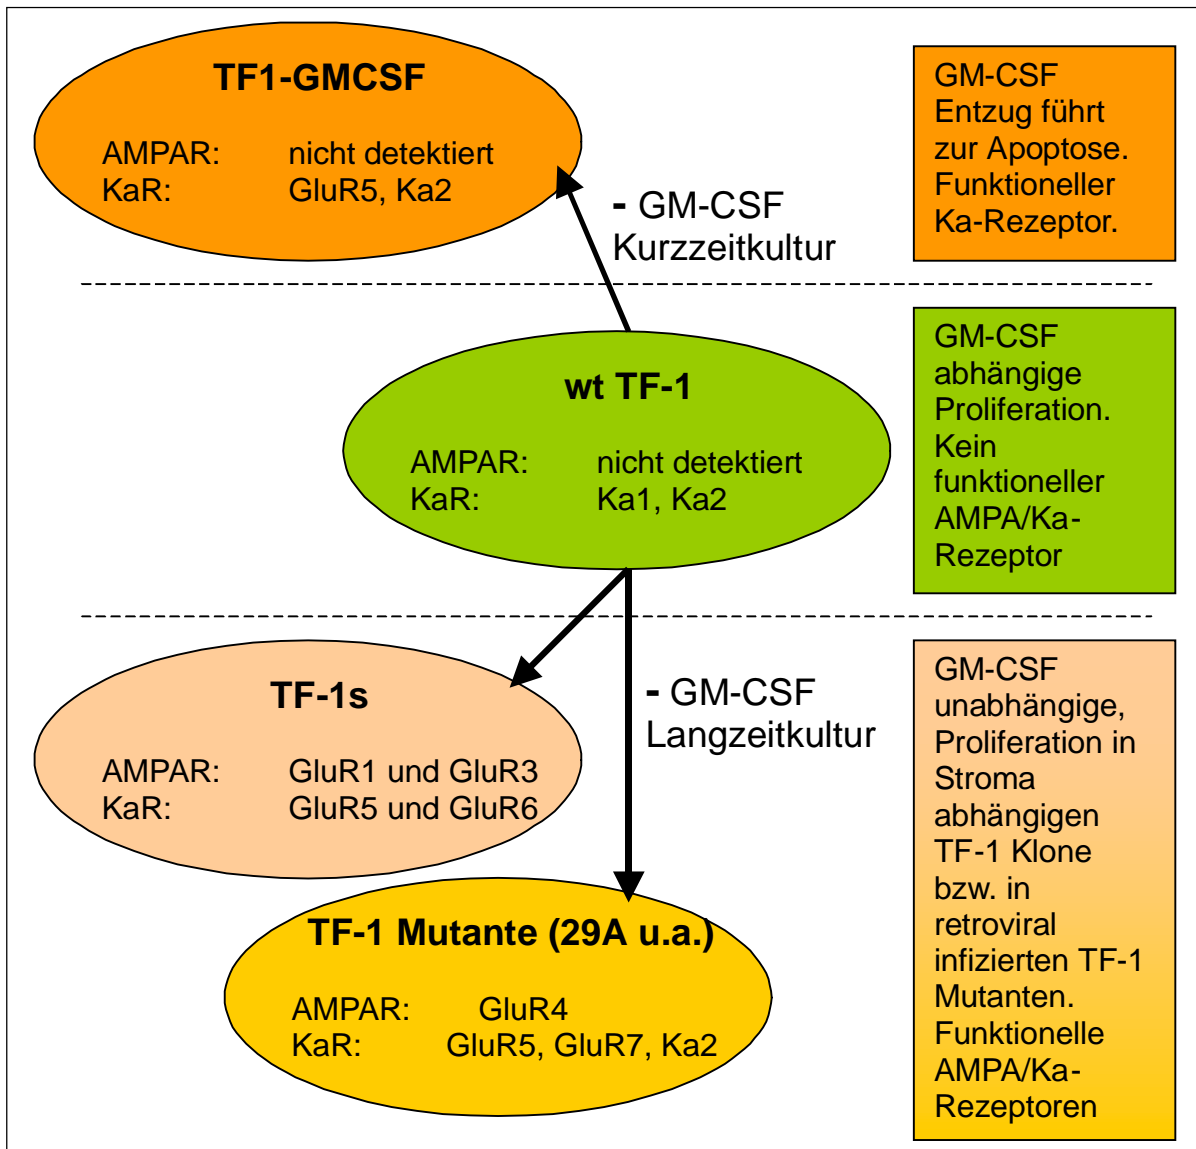 TF1-GMCSF
AMPAR: nicht detektiert
KaR: GluR5, Ka2
GM-CSF
Entzug führt
zur Apoptose.
Funktioneller
Ka-Rezeptor.
- GM-CSF
Kurzzeitkultur
wt TF-1
AMPAR: nicht detektiert
KaR: Ka1, Ka2
GM-CSF
abhängige
Proliferation.
Kein
funktioneller
AMPA/Ka-
Rezeptor
TF-1s
AMPAR: GluR1 und GluR3
KaR: GluR5 und GluR6
- GM-CSF
Langzeitkultur
TF-1 Mutante (29A u.a.)
AMPAR: GluR4
KaR: GluR5, GluR7, Ka2
GM-CSF
unabhängige,
Proliferation in
Stroma
abhängigen
TF-1 Klone
bzw. in
retroviral
infizierten TF-1
Mutanten.
Funktionelle
AMPA/Ka-
Rezeptoren